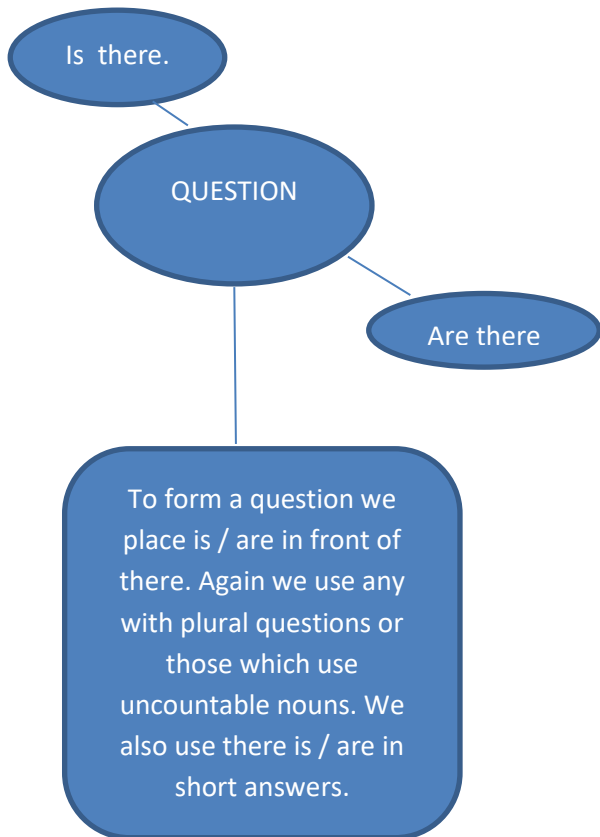 Is  there.
QUESTION
Are there
To form a question we
place is / are in front of
there. Again we use any
with plural questions or
those which use
uncountable nouns. We
also use there is / are in
short answers.